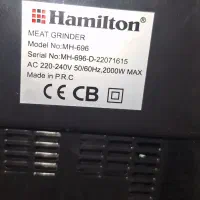 Hamilton
MEAT GRINDER
Model No:MH-696
Serial No:MH-696-D-22071615
AC 220-240V 50/60Hz,2000W MAX
Made in P.R.C
CE CB